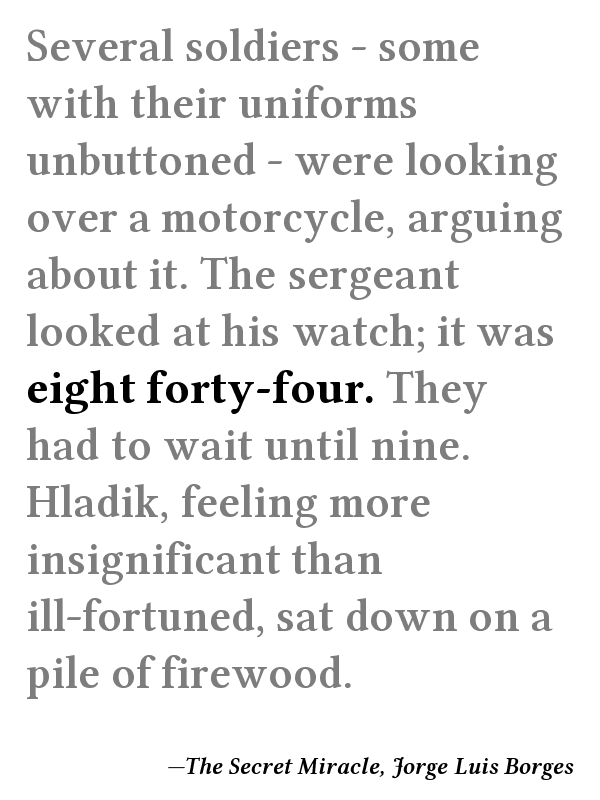 Several soldiers - some
with their uniforms
unbuttoned - were looking
over a motorcycle, arguing
about it. The sergeant
looked at his watch; it was
eight forty-four. They
had to wait until nine.
Hladik, feeling more
insignificant than
ill-fortuned, sat down on a
pile of firewood.
—The Secret Miracle, Jorge Luis Borges